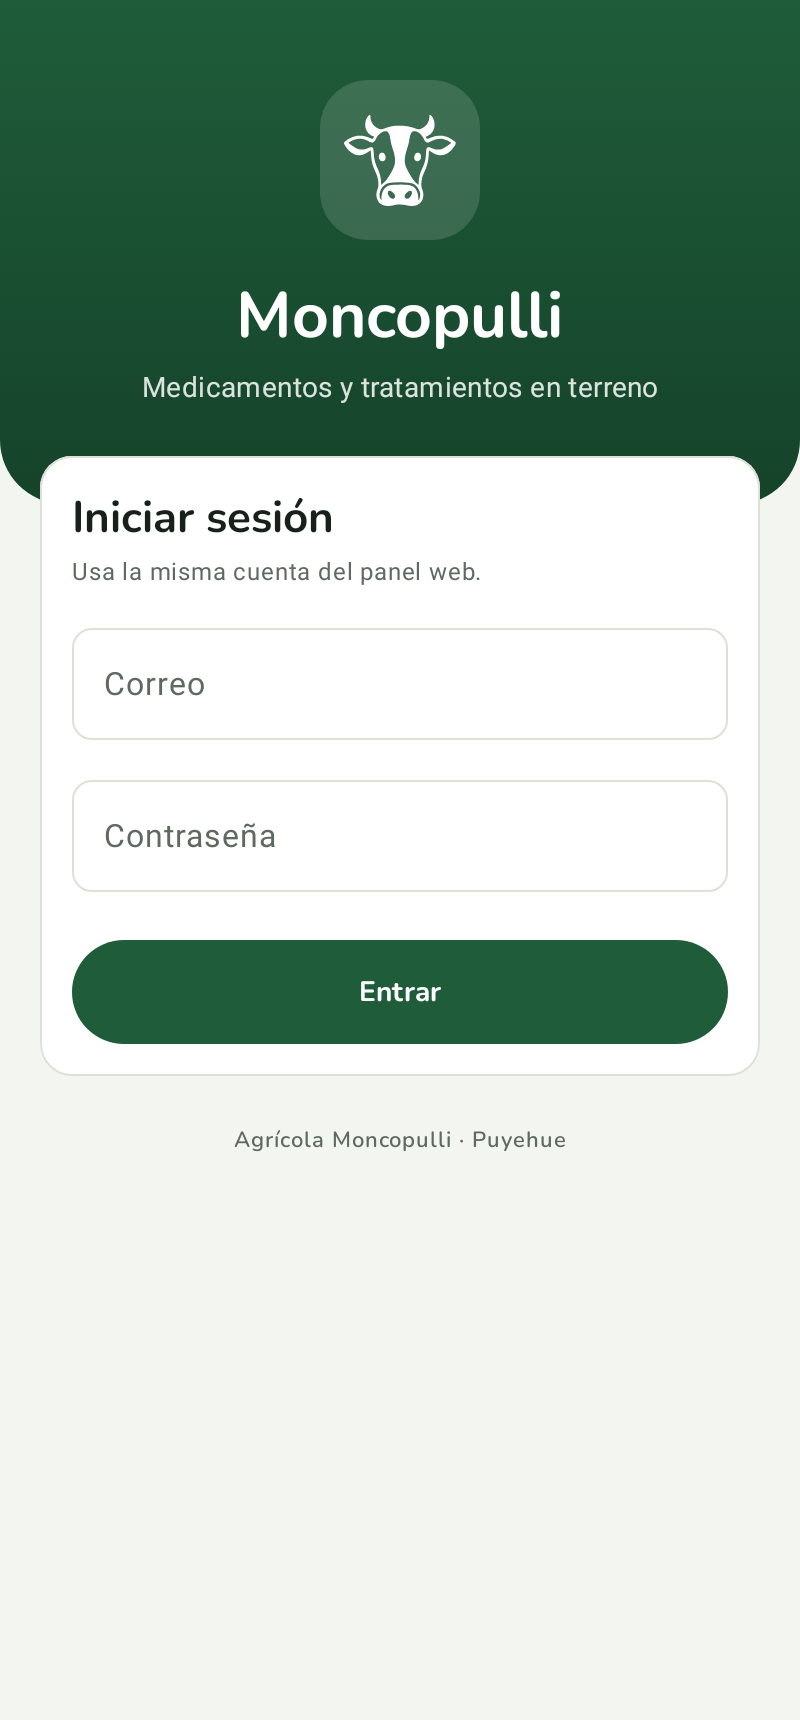 Moncopulli
Medicamentos y tratamientos en terreno
Iniciar sesión
Usa la misma cuenta del panel web.
Correo
Contraseña
Entrar
Agrícola Moncopulli · Puyehue